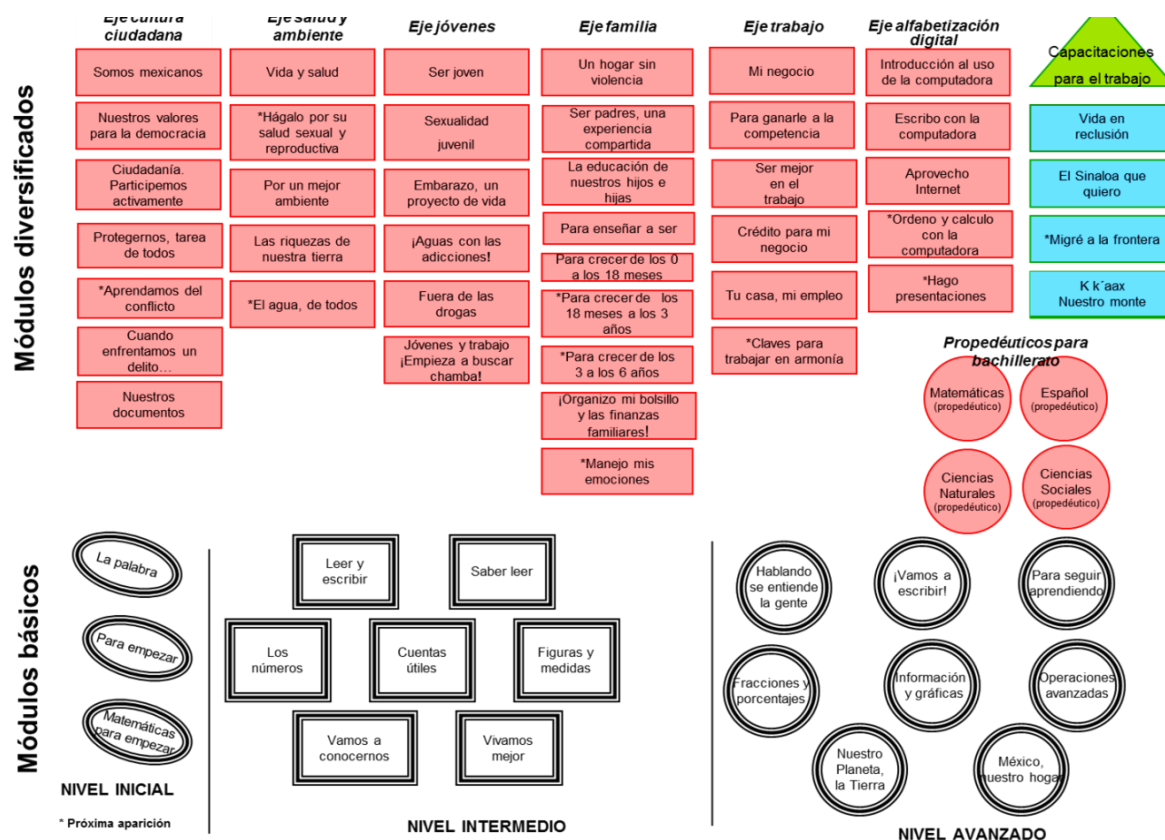 Eje cultura
ciudadana
Eje salud y
ambiente
Eje jóvenes
Eje familia
Eje trabajo
Eje alfabetización
digital
Capacitaciones
para el trabajo
Módulos diversificados
Somos mexicanos
Nuestros valores
para la democracia
Ciudadanía.
Participemos
activamente
Protegernos, tarea
de todos
*Aprendamos del
conflicto
Cuando
enfrentamos un
delito…
Nuestros
documentos
Vida y salud
*Hágalo por su
salud sexual y
reproductiva
Por un mejor
ambiente
Las riquezas de
nuestra tierra
*El agua, de todos
Ser joven
Sexualidad
juvenil
Embarazo, un
proyecto de vida
¡Aguas con las
adicciones!
Fuera de las
drogas
Jóvenes y trabajo
¡Empieza a buscar
chamba!
Un hogar sin
violencia
Ser padres, una
experiencia
compartida
La educación de
nuestros hijos e
hijas
Para enseñar a ser
Para crecer de los 0
a los 18 meses
*Para crecer de los
18 meses a los 3
años
*Para crecer de los
3 a los 6 años
¡Organizo mi bolsillo
y las finanzas
familiares!
*Manejo mis
emociones
Mi negocio
Para ganarle a la
competencia
Ser mejor
en el
trabajo
Crédito para mi
negocio
Tu casa, mi empleo
*Claves para
trabajar en armonía
Introducción al uso
de la computadora
Escribo con la
computadora
Aprovecho
Internet
*Ordeno y calculo
con la
computadora
*Hago
presentaciones
Vida en
reclusión
El Sinaloa que
quiero
*Migré a la frontera
K k´aax
Nuestro monte
Propedéuticos para
bachillerato
Matemáticas
(propedéutico)
Español
(propedéutico)
Ciencias
Naturales
(propedéutico)
Ciencias
Sociales
(propedéutico)
Módulos básicos
La palabra
Para empezar
Matemáticas
para empezar
NIVEL INICIAL
* Próxima aparición
Leer y
escribir
Saber leer
Los
números
Cuentas
útiles
Figuras y
medidas
Vamos a
conocernos
Vivamos
mejor
NIVEL INTERMEDIO
Hablando
se entiende
la gente
¡Vamos a
escribir!
Para seguir
aprendiendo
Fracciones y
porcentajes
Información
y gráficas
Operaciones
avanzadas
Nuestro
Planeta,
la Tierra
México,
nuestro hogar
NIVEL AVANZADO